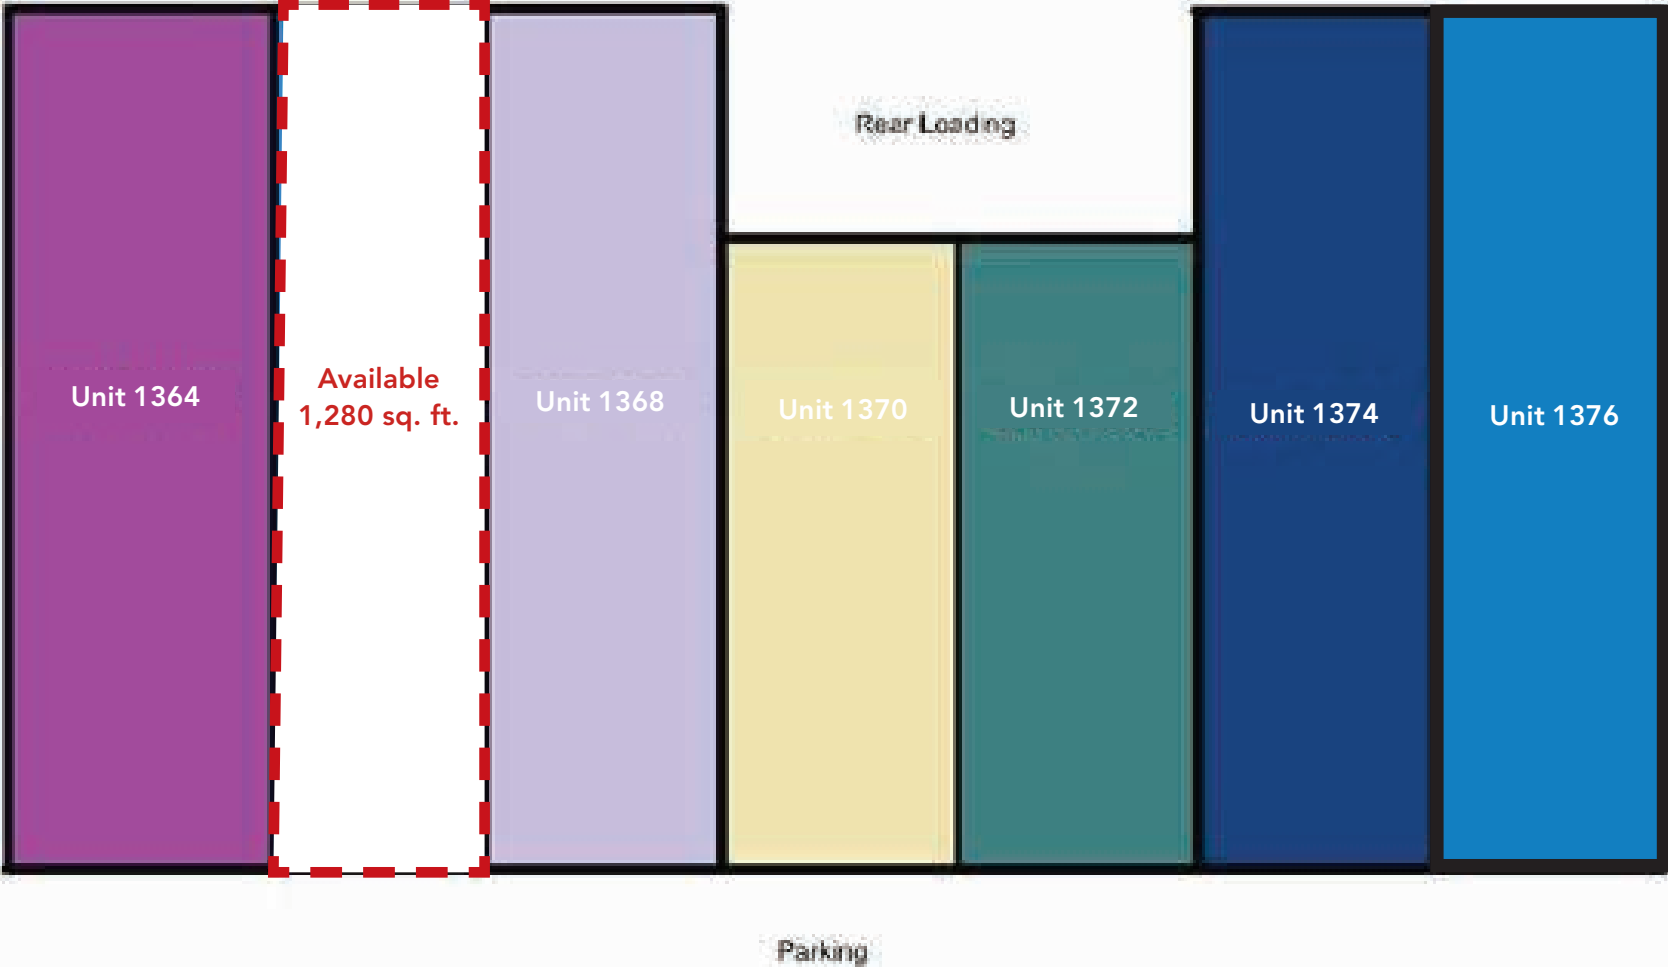 Rear Loading
Unit 1364
Available
1,280 sq. ft.
Unit 1368
Unit 1370
Unit 1372
Unit 1374
Unit 1376
Parking